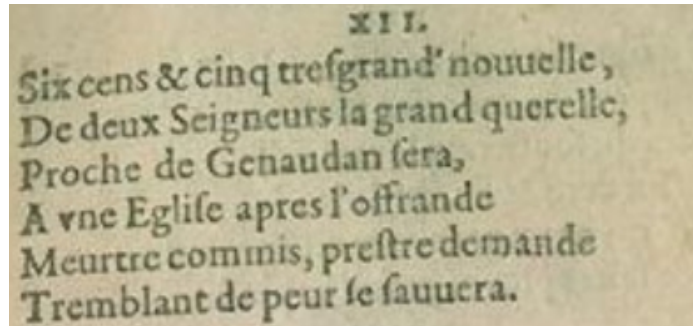 XII.
Six cens & cinq treſgrand' nouuelle,
De deux Seigneurs la grand querelle,
Proche de Genaudan ſera,
A vne Egliſe apres l'offrande
Meurtre commis, preſtre demande
Tremblant de peur ſe ſauuera.